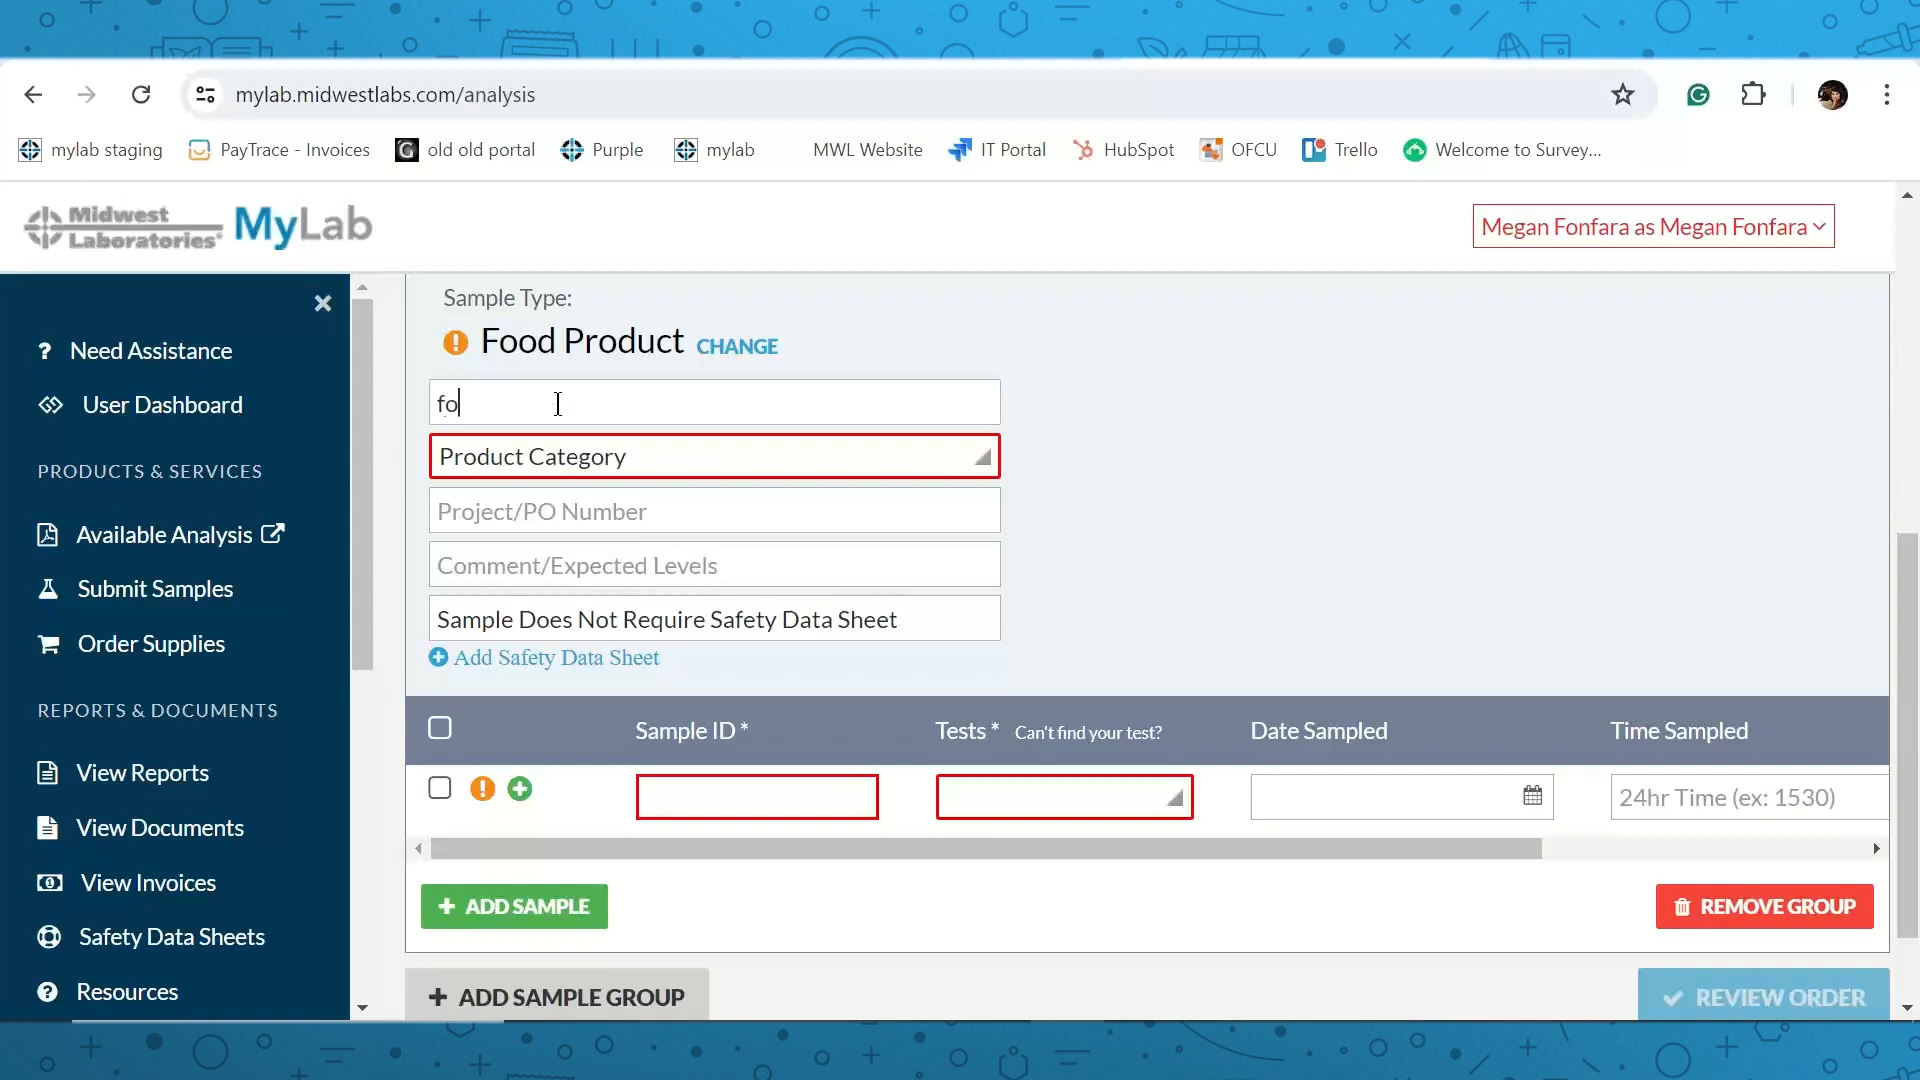 mylab.midwestlabs.com/analysis
mylab staging
PayTrace - Invoices
old old portal
Purple
mylab
MWL Website
IT Portal
HubSpot
OFCU
Trello
Welcome to Survey...
Midwest
Laboratories
MyLab
Megan Fonfara as Megan Fonfara
Need Assistance
User Dashboard
PRODUCTS & SERVICES
Available Analysis
Submit Samples
Order Supplies
REPORTS & DOCUMENTS
View Reports
View Documents
View Invoices
Safety Data Sheets
Resources
Sample Type:
Food Product CHANGE
fo
Product Category
Project/PO Number
Comment/Expected Levels
Sample Does Not Require Safety Data Sheet
Add Safety Data Sheet
Sample ID *
Tests * Can't find your test?
Date Sampled
Time Sampled
24hr Time (ex: 1530)
ADD SAMPLE
REMOVE GROUP
ADD SAMPLE GROUP
REVIEW ORDER